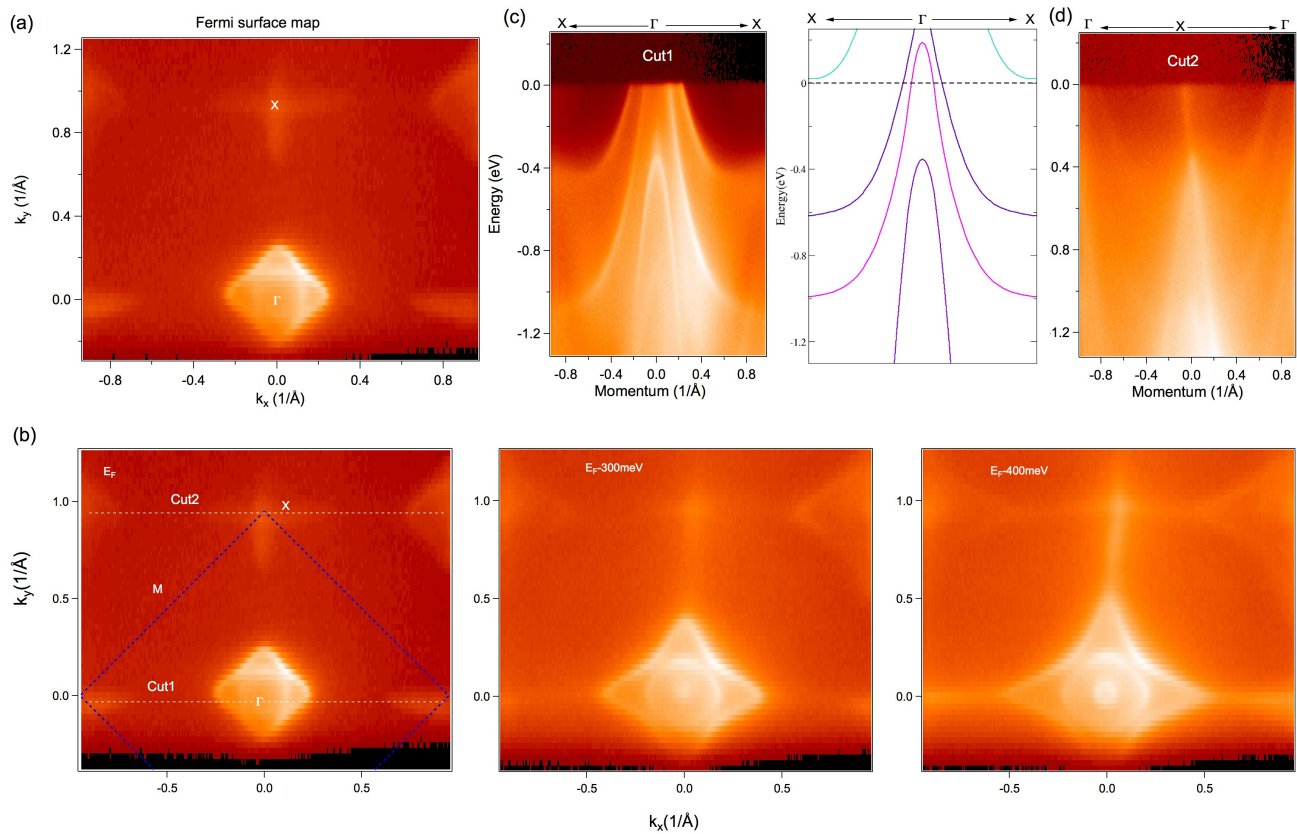 (a)
Fermi surface map
1.2
0.8
0.4
0.0
k_y (1/Å)
X
Γ
-0.8
-0.4
0.0
0.4
0.8
k_x (1/Å)
(c)
X Γ X
Cut1
0.0
-0.4
-0.8
-1.2
Energy (eV)
-0.8
-0.4
0.0
0.4
0.8
Momentum (1/Å)
X Γ X
0
-0.4
-0.8
-1.2
Energy(eV)
(d)
Γ X Γ
Cut2
0.0
0.4
0.8
1.2
-0.8
-0.4
0.0
0.4
0.8
Momentum (1/Å)
(b)
E_F
Cut2
X
M
Cut1
Γ
1.0
0.5
0.0
k_y(1/Å)
-0.5
0.0
0.5
E_F-300meV
1.0
0.5
0.0
-0.5
0.0
0.5
E_F-400meV
1.0
0.5
0.0
-0.5
0.0
0.5
k_x(1/Å)